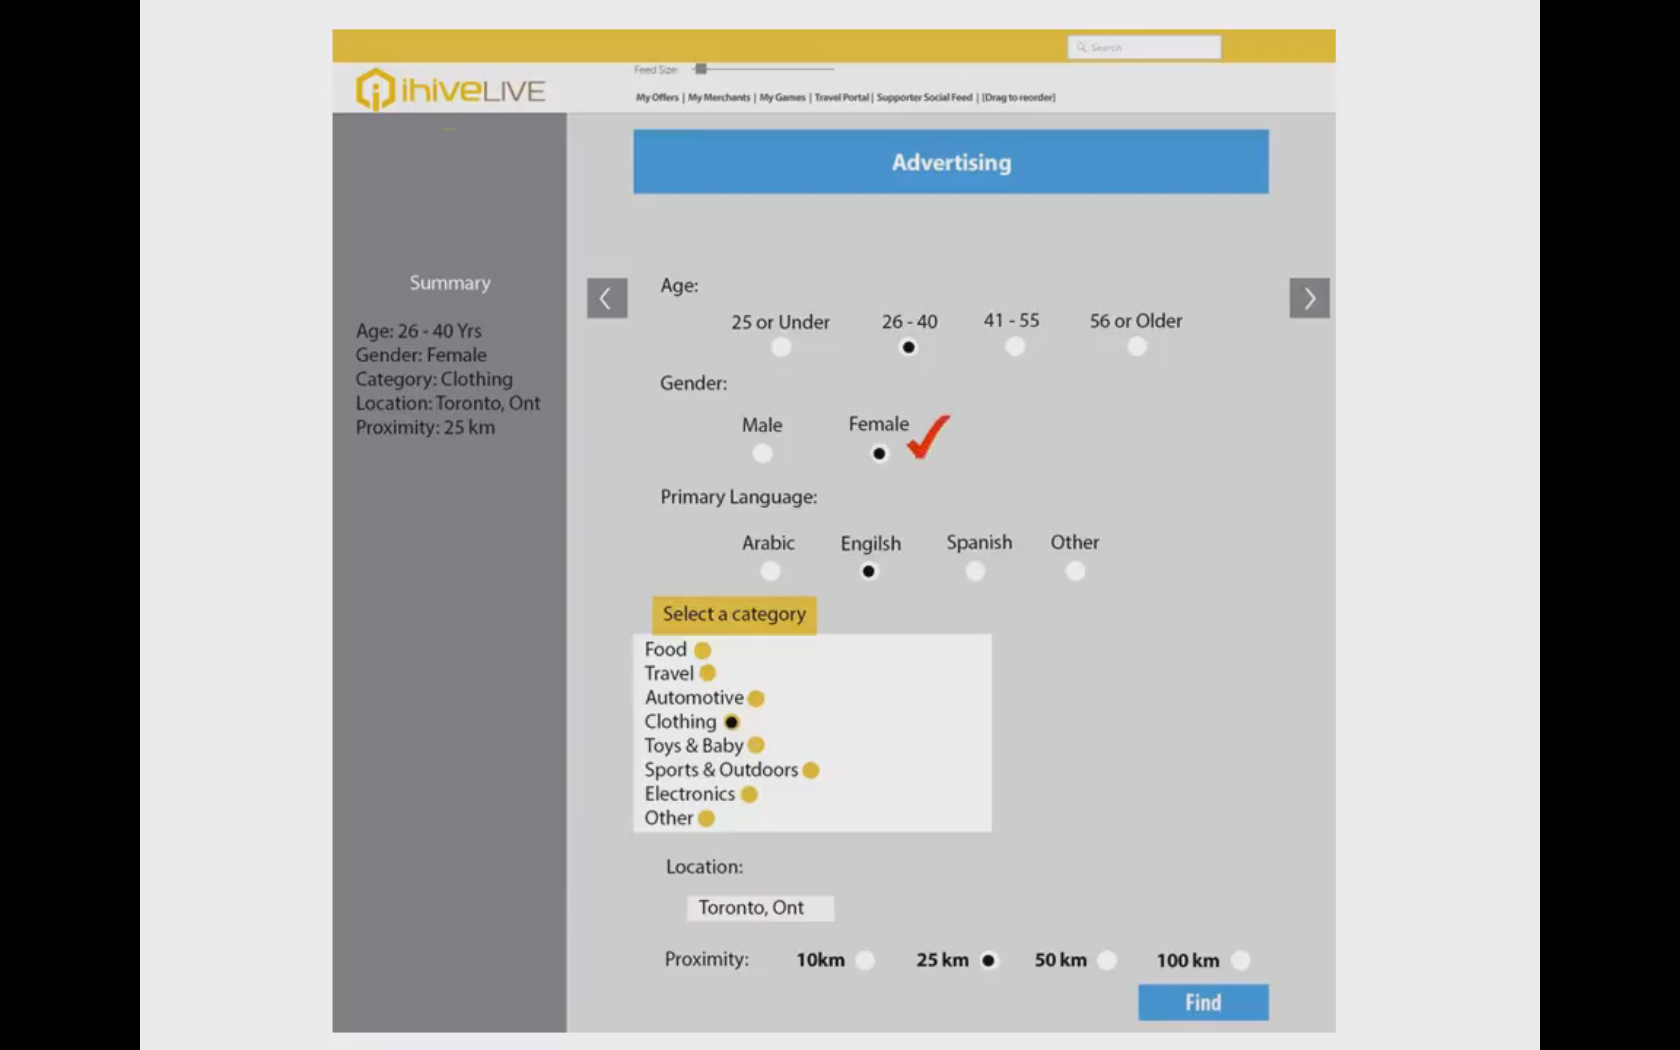 Search
Feed Size:
ihiveLIVE
My Offers | My Merchants | My Games | Travel Portal | Supporter Social Feed | (Drag to reorder)
Advertising
Summary
Age: 26 - 40 Yrs
Gender: Female
Category: Clothing
Location: Toronto, Ont
Proximity: 25 km
Age:
25 or Under 26 - 40 41 - 55 56 or Older
Gender:
Male Female
Primary Language:
Arabic Engilsh Spanish Other
Select a category
Food
Travel
Automotive
Clothing
Toys & Baby
Sports & Outdoors
Electronics
Other
Location:
Toronto, Ont
Proximity: 10km 25 km 50 km 100 km
Find